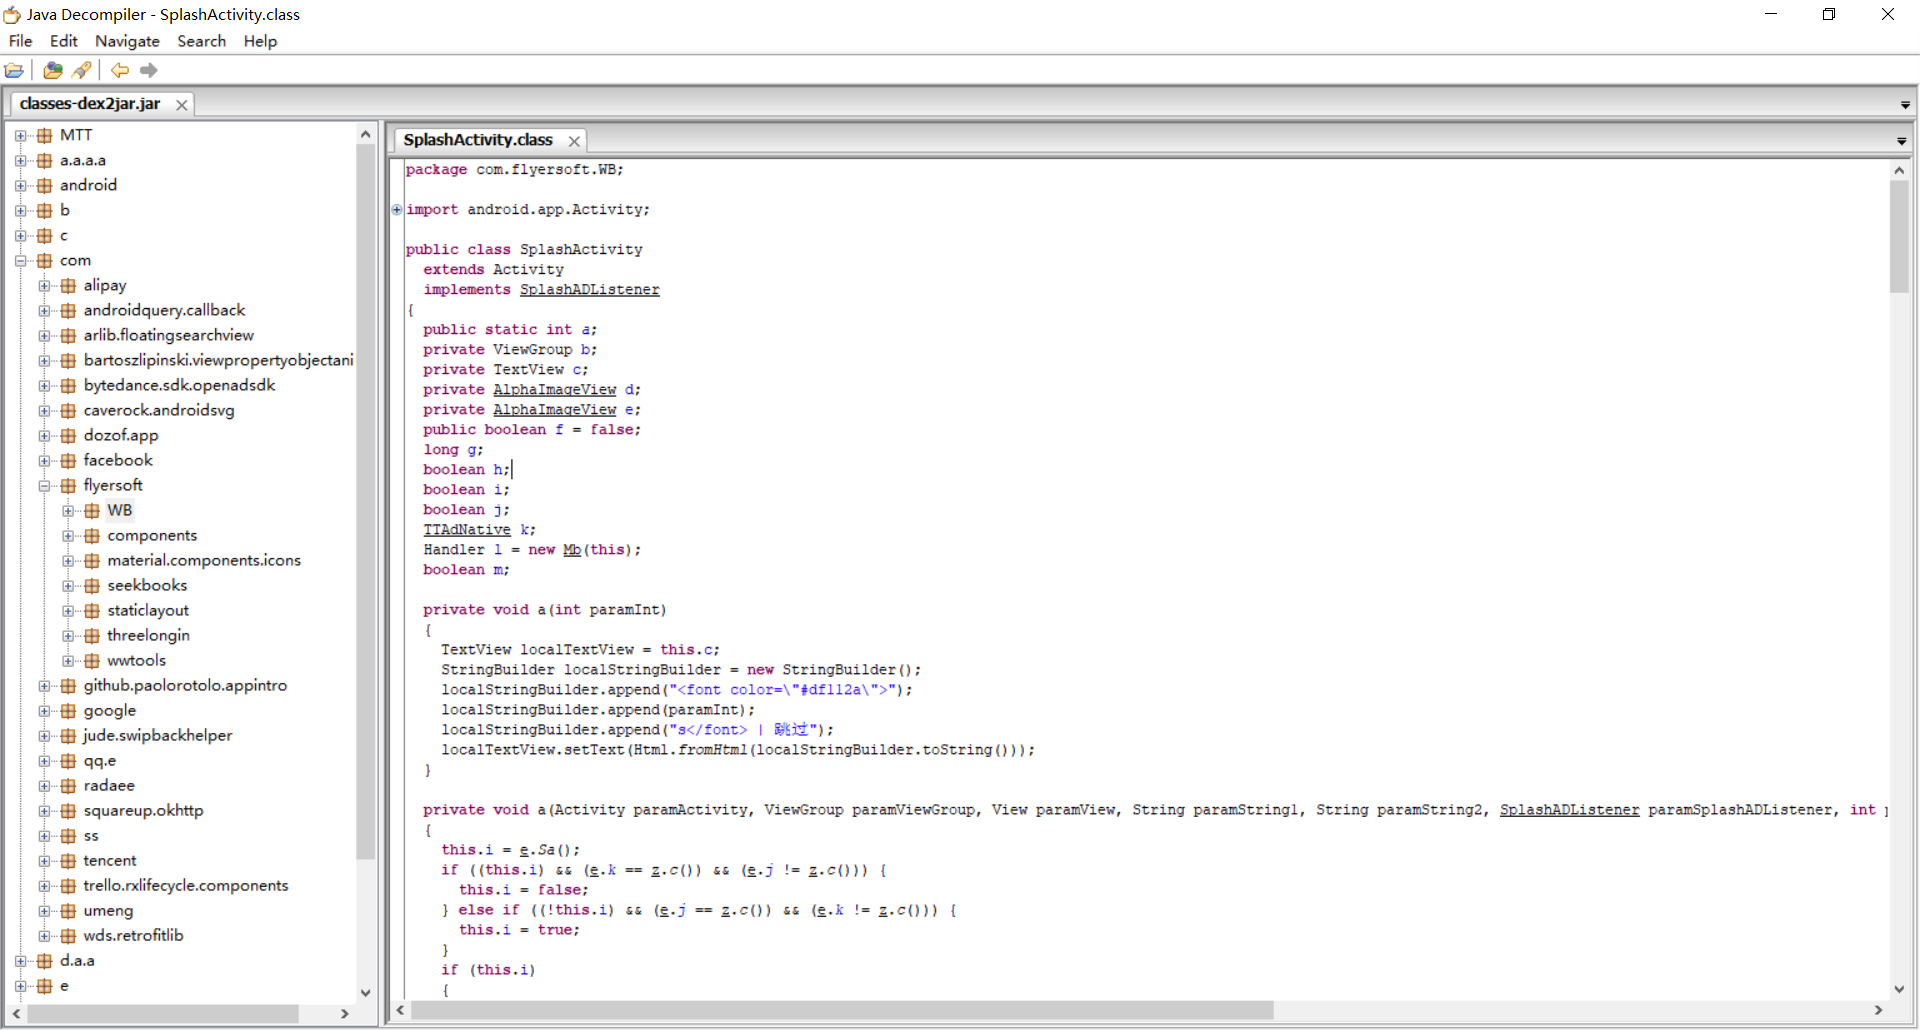 Java Decompiler - SplashActivity.class
File Edit Navigate Search Help
classes-dex2jar.jar
MTT
a.a.a.a
android
b
c
com
alipay
androidquery.callback
arlib.floatingsearchview
bartoszlipinski.viewpropertyobjectani
bytedance.sdk.openadsdk
caverock.androidsvg
dozof.app
facebook
flyersoft
WB
components
material.components.icons
seekbooks
staticlayout
threelongin
wwtools
github.paolorotolo.appintro
google
jude.swipbackhelper
qq.e
radaee
squareup.okhttp
ss
tencent
trello.rxlifecycle.components
umeng
wds.retrofitlib
d.a.a
e
SplashActivity.class
package com.flyersoft.WB;
import android.app.Activity;
public class SplashActivity
extends Activity
implements SplashADListener
{
public static int a;
private ViewGroup b;
private TextView c;
private AlphaImageView d;
private AlphaImageView e;
public boolean f = false;
long g;
boolean h;
boolean i;
boolean j;
TTAdNative k;
Handler l = new Mb(this);
boolean m;
private void a(int paramInt)
{
TextView localTextView = this.c;
StringBuilder localStringBuilder = new StringBuilder();
localStringBuilder.append("<font color=\"#df112a\">");
localStringBuilder.append(paramInt);
localStringBuilder.append("s</font> | 跳过");
localTextView.setText(Html.fromHtml(localStringBuilder.toString()));
}
private void a(Activity paramActivity, ViewGroup paramViewGroup, View paramView, String paramString1, String paramString2, SplashADListener paramSplashADListener, int
{
this.i = e.Sa();
if ((this.i) && (e.k == z.c()) && (e.j != z.c())) {
this.i = false;
} else if ((!this.i) && (e.j == z.c()) && (e.k != z.c())) {
this.i = true;
}
if (this.i)
{